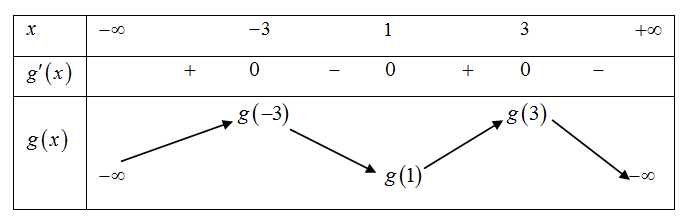 x −∞ −3 1 3 +∞
g′(x) + 0 − 0 + 0 −
g(−3) g(3)
g(x)
−∞ g(1) −∞